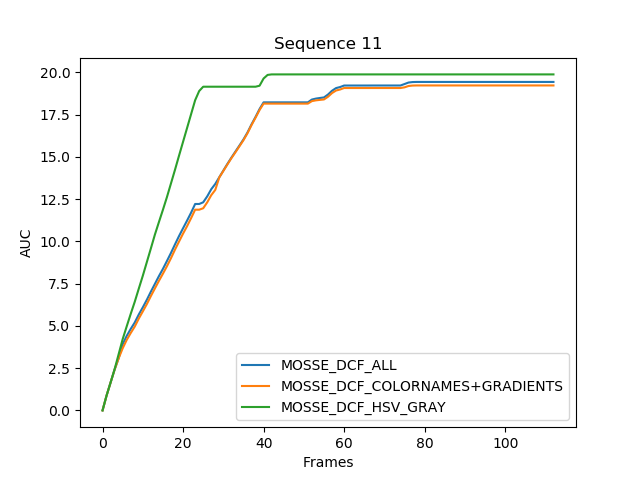 Sequence 11
20.0
17.5
15.0
12.5
10.0
7.5
5.0
2.5
0.0
AUC
MOSSE_DCF_ALL
MOSSE_DCF_COLORNAMES+GRADIENTS
MOSSE_DCF_HSV_GRAY
0 20 40 60 80 100
Frames